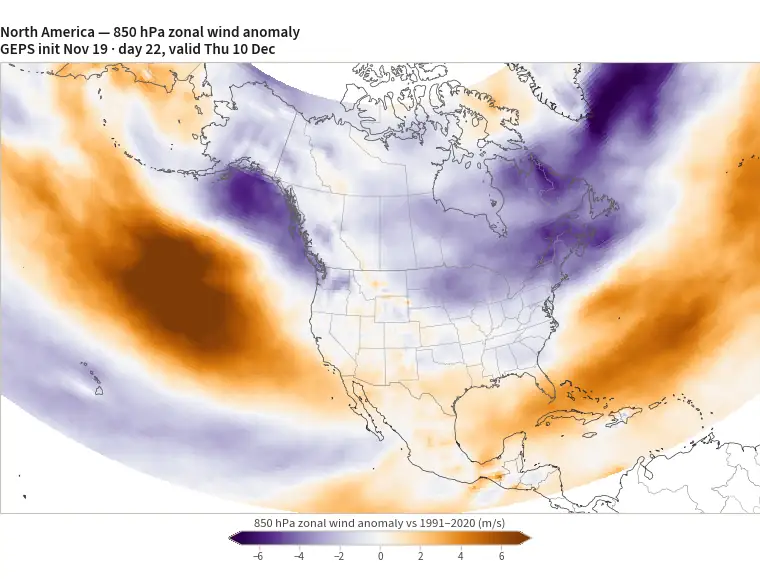 North America — 850 hPa zonal wind anomaly
GEPS init Nov 19 · day 22, valid Thu 10 Dec
850 hPa zonal wind anomaly vs 1991–2020 (m/s)
−6 −4 −2 0 2 4 6